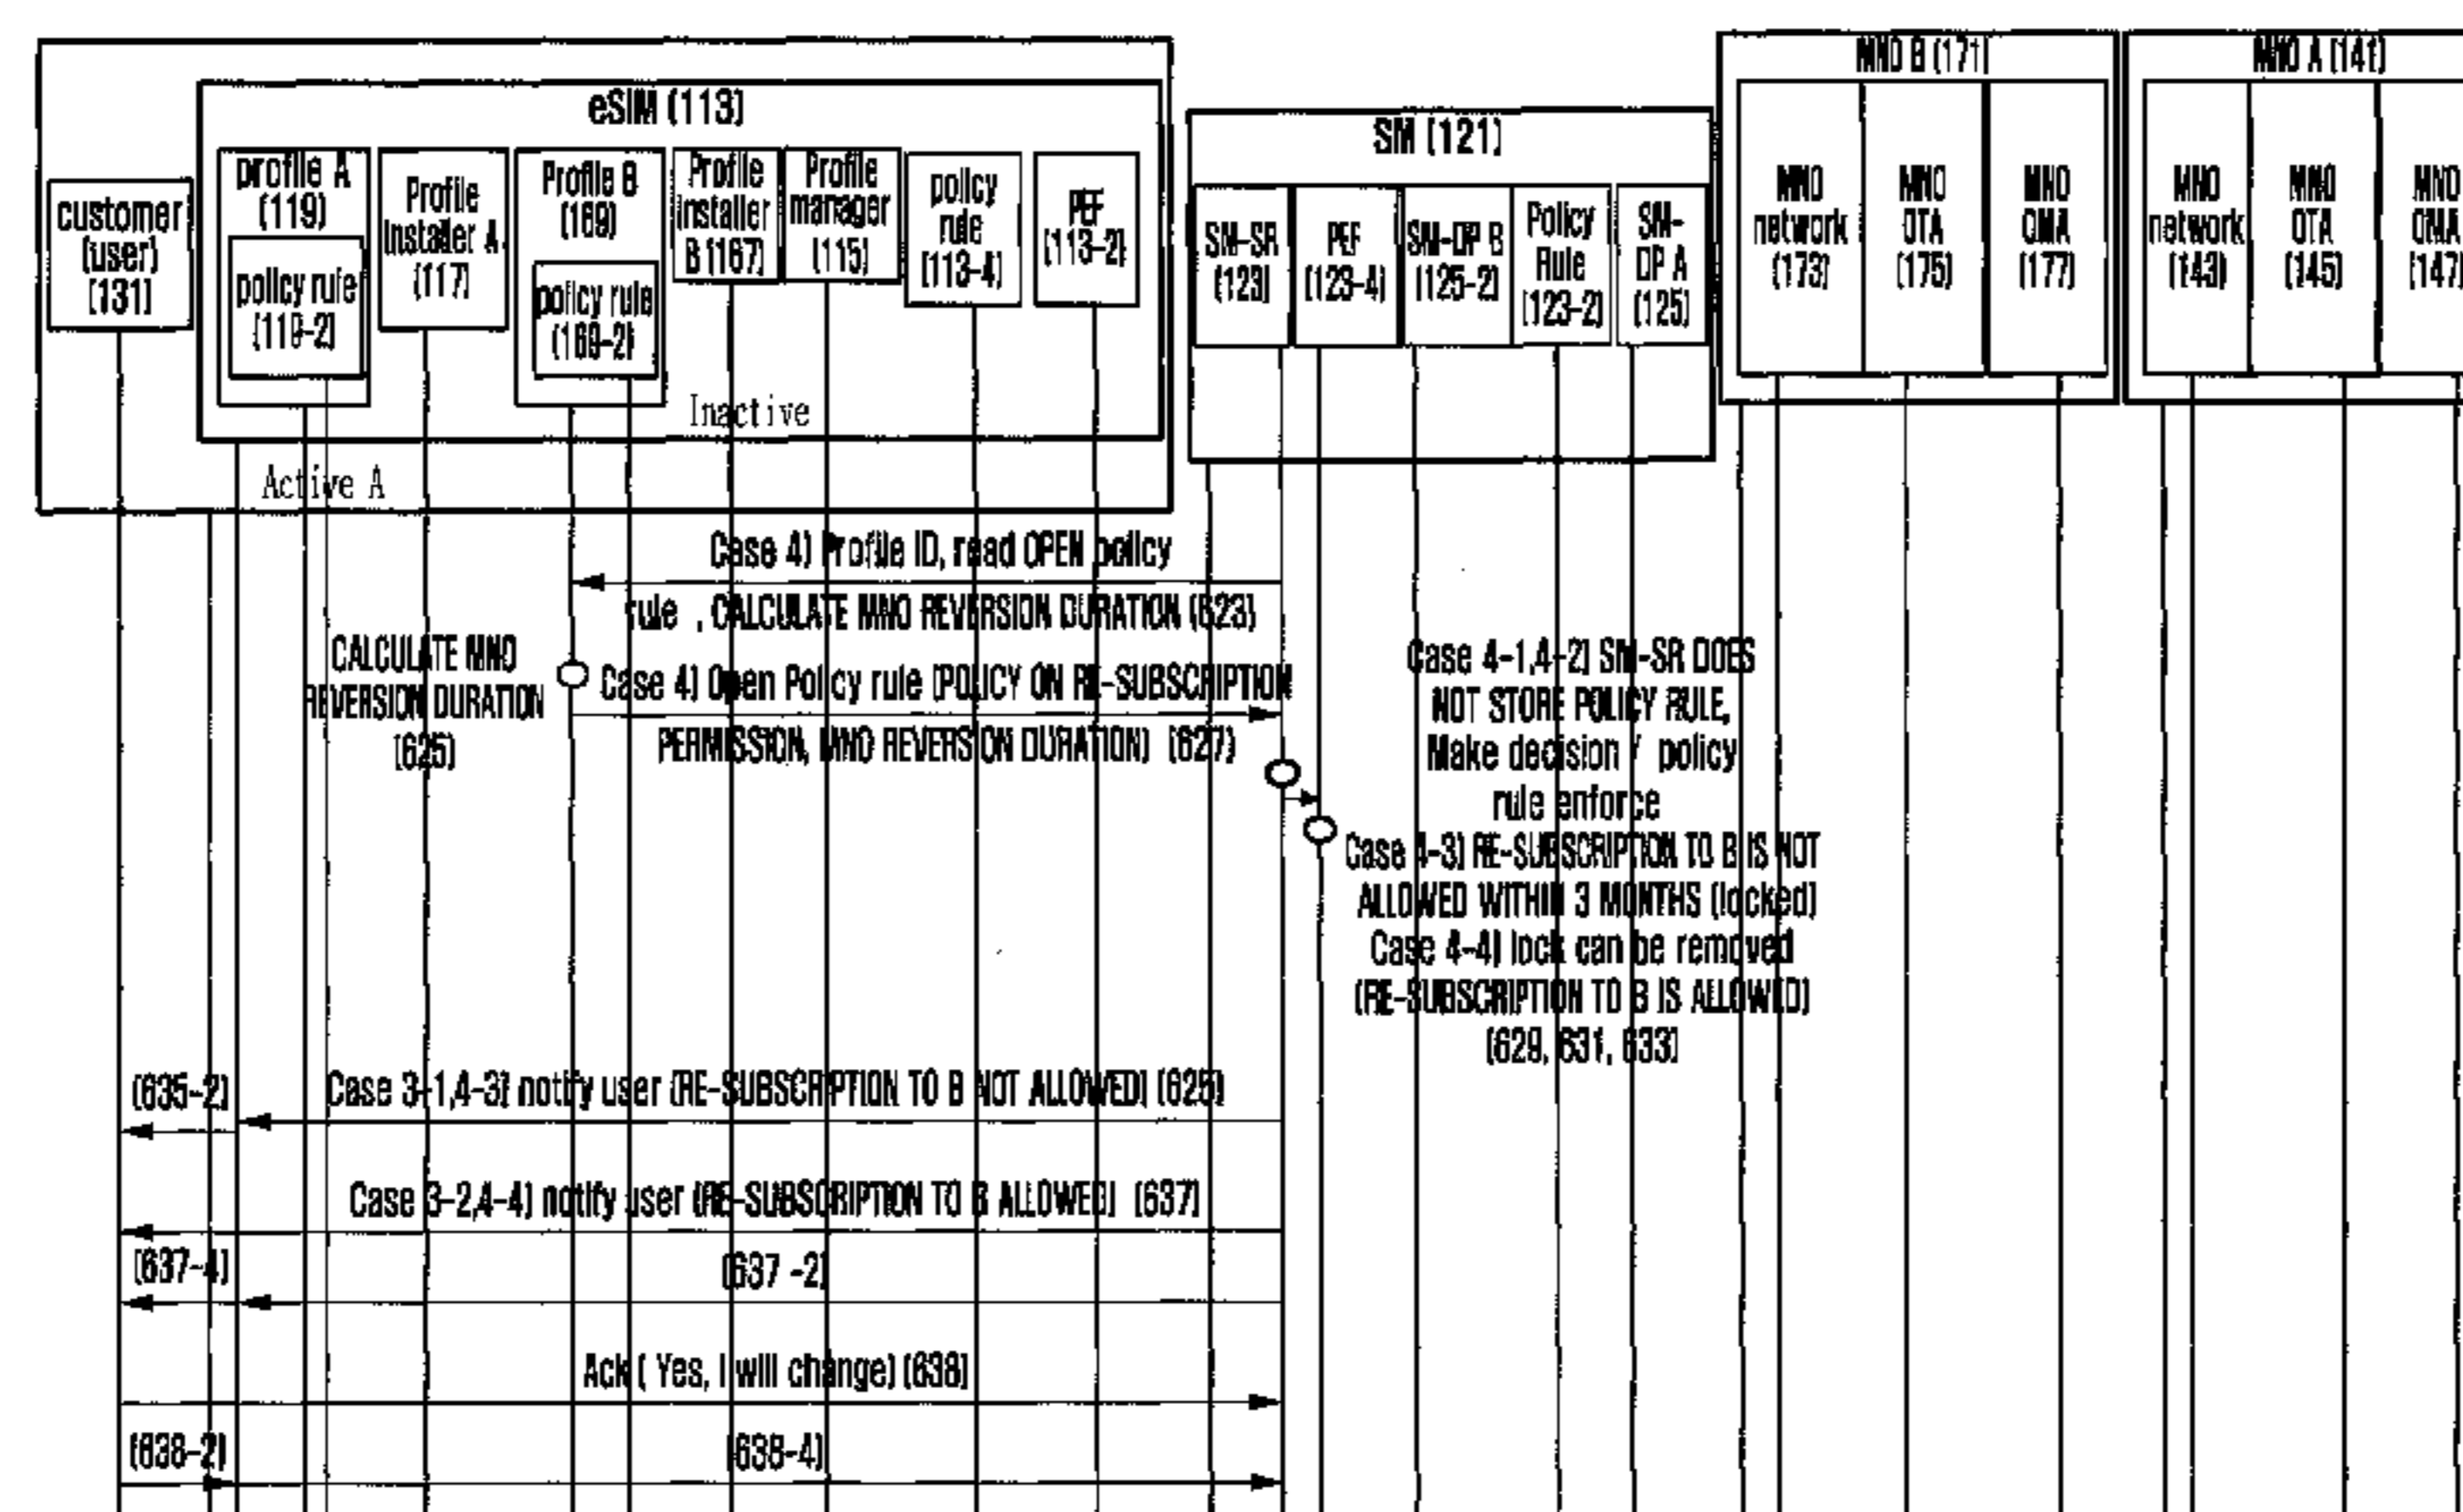 MNO B (171)
MNO A (141)
eSIM (113)
SM (121)
customer
(user)
(131)
profile A
(119)
policy rule
(119-2)
Profile
Installer A
(117)
Profile B
(169)
policy rule
(169-2)
Profile
installer
B (167)
Profile
manager
(115)
policy
rule
(113-4)
PEF
(113-2)
SM-SR
(123)
PEF
(123-4)
SM-DP B
(125-2)
Policy
Rule
(123-2)
SM-
DP A
(125)
MNO
network
(173)
MNO
OTA
(175)
MNO
OMA
(177)
MNO
network
(143)
MNO
OTA
(145)
MNO
OMA
(147)
Inactive
Active A
Case 4) Profile ID, read OPEN policy
rule , CALCULATE MNO REVERSION DURATION (623)
CALCULATE MNO
REVERSION DURATION
(625)
Case 4) Open Policy rule (POLICY ON RE-SUBSCRIPTION
PERMISSION, MNO REVERSION DURATION) (627)
Case 4-1,4-2) SM-SR DOES
NOT STORE POLICY RULE,
Make decision / policy
rule enforce
Case 4-3) RE-SUBSCRIPTION TO B IS NOT
ALLOWED WITHIN 3 MONTHS (locked)
Case 4-4) lock can be removed
(RE-SUBSCRIPTION TO B IS ALLOWED)
(629, 631, 633)
(635-2)
Case 3-1,4-3) notify user (RE-SUBSCRIPTION TO B NOT ALLOWED) (625)
Case 3-2,4-4) notify user (RE-SUBSCRIPTION TO B ALLOWED) (637)
(637-4)
(637 -2)
Ack ( Yes, I will change) (638)
(638-2)
(638-4)